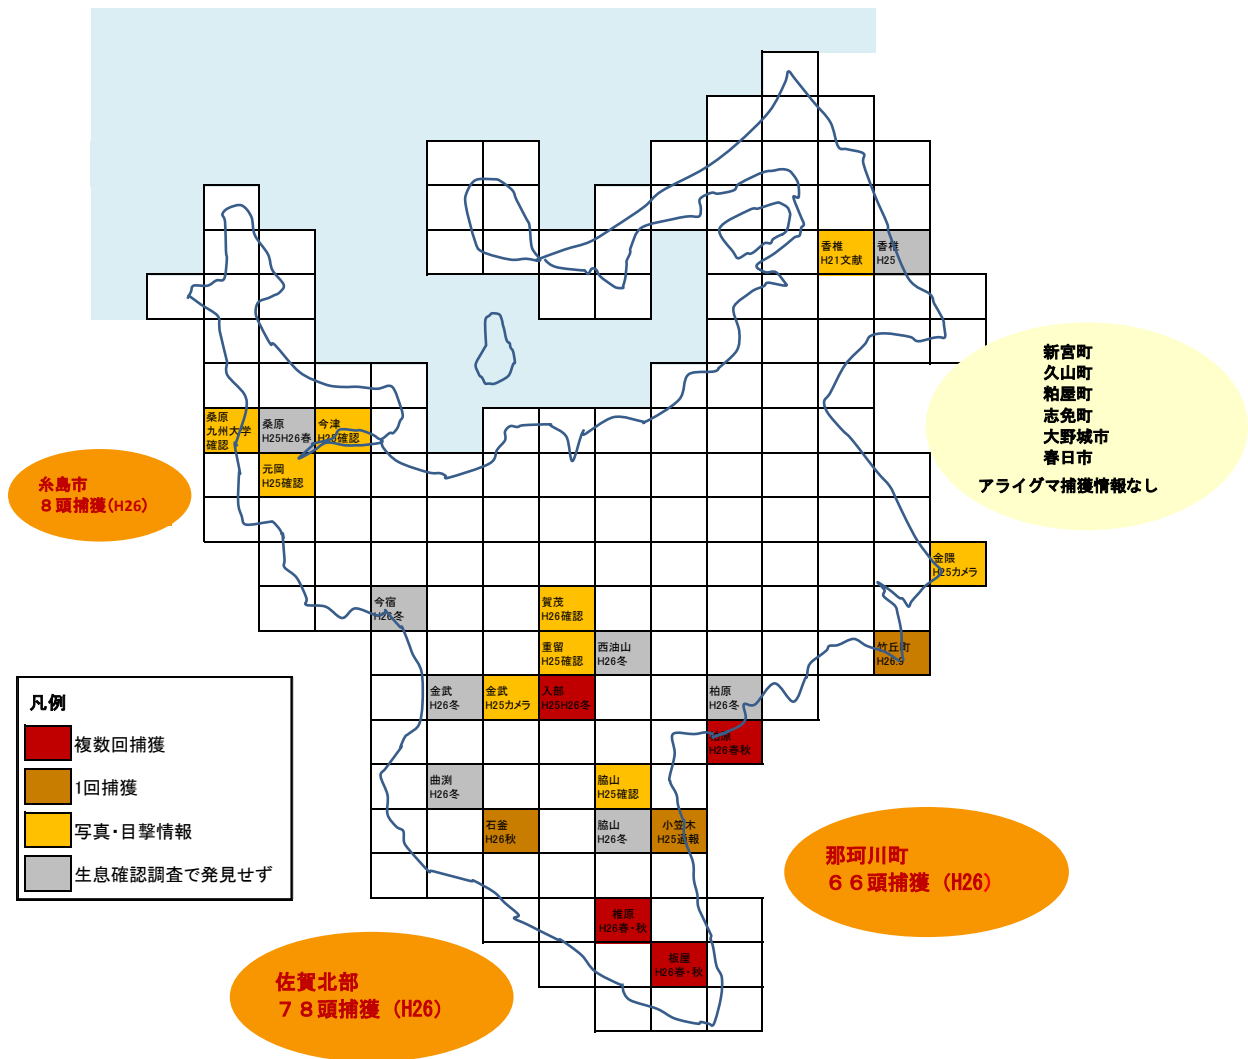 香椎
H21文献
香椎
H25
新宮町
久山町
粕屋町
志免町
大野城市
春日市
アライグマ捕獲情報なし
桑原
九州大学
確認
桑原
H25H26春
今津
H25確認
元岡
H25確認
糸島市
8頭捕獲(H26)
金隈
H25カメラ
今宿
H26冬
賀茂
H26確認
重留
H25確認
西油山
H26冬
竹丘町
H26.9
金武
H26冬
金武
H25カメラ
入部
H25H26冬
柏原
H26冬
柏原
H26春秋
凡例
複数回捕獲
1回捕獲
写真・目撃情報
生息確認調査で発見せず
曲渕
H26冬
脇山
H25確認
石釜
H26秋
脇山
H26冬
小笠木
H25通報
那珂川町
66頭捕獲(H26)
椎原
H26春・秋
板屋
H26春・秋
佐賀北部
78頭捕獲(H26)